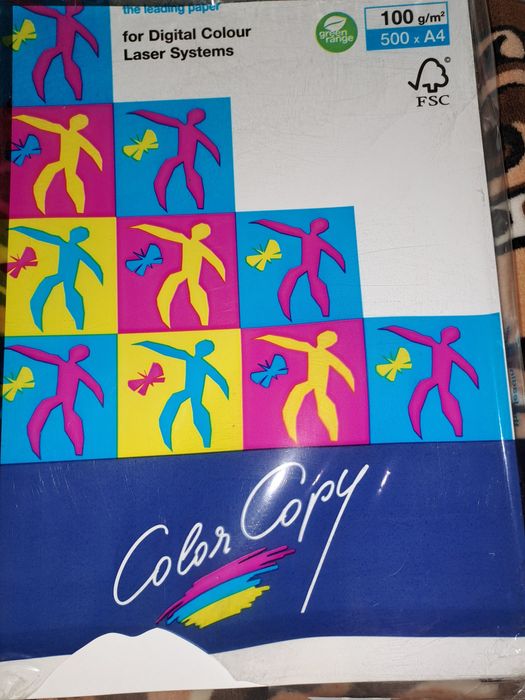 the leading paper
for Digital Colour
Laser Systems
green
range
100 g/m²
500 x A4
©
FSC
Color Copy